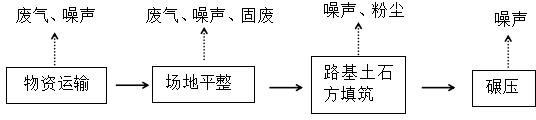 废气、噪声
废气、噪声、固废
噪声、粉尘
噪声
物资运输
场地平整
路基土石
方填筑
碾压